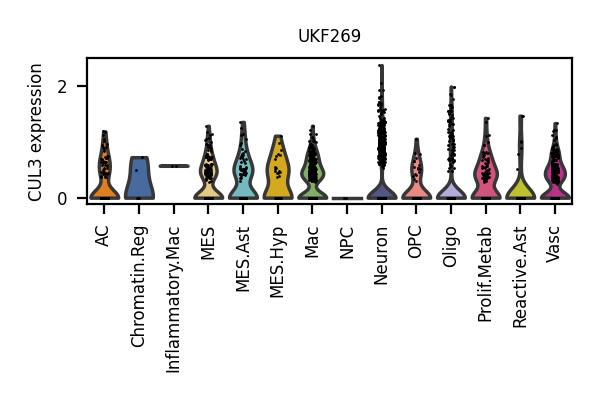 UKF269
CUL3 expression
2
0
AC
Chromatin.Reg
Inflammatory.Mac
MES
MES.Ast
MES.Hyp
Mac
NPC
Neuron
OPC
Oligo
Prolif.Metab
Reactive.Ast
Vasc